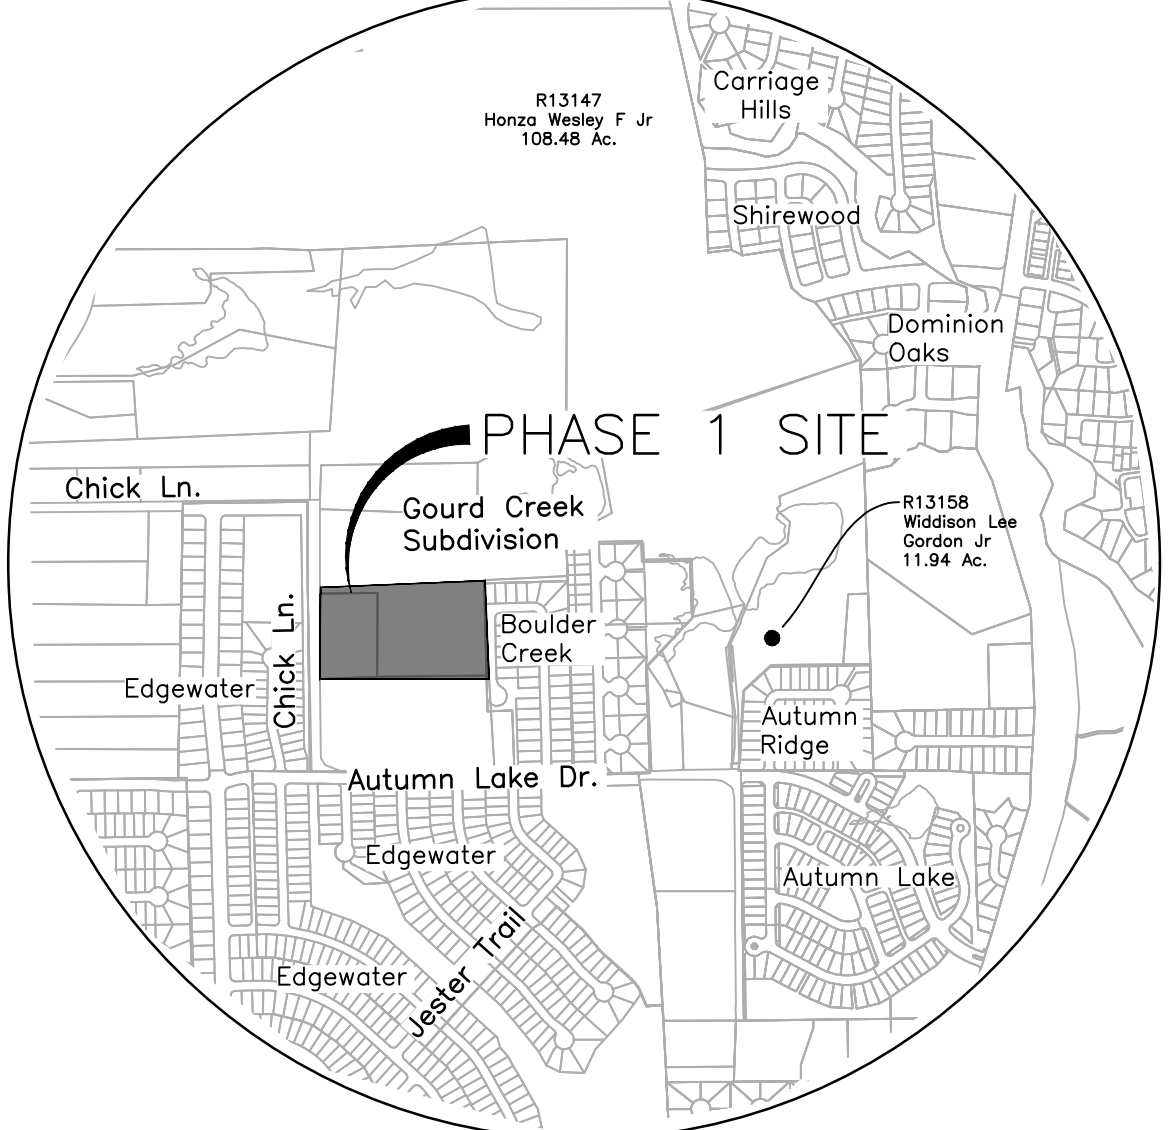 Carriage
Hills
R13147
Honza Wesley F Jr
108.48 Ac.
Shirewood
Dominion
Oaks
PHASE 1 SITE
Chick Ln.
Gourd Creek
Subdivision
R13158
Widdison Lee
Gordon Jr
11.94 Ac.
Chick Ln.
Boulder
Creek
Edgewater
Autumn
Ridge
Autumn Lake Dr.
Edgewater
Autumn Lake
Jester Trail
Edgewater